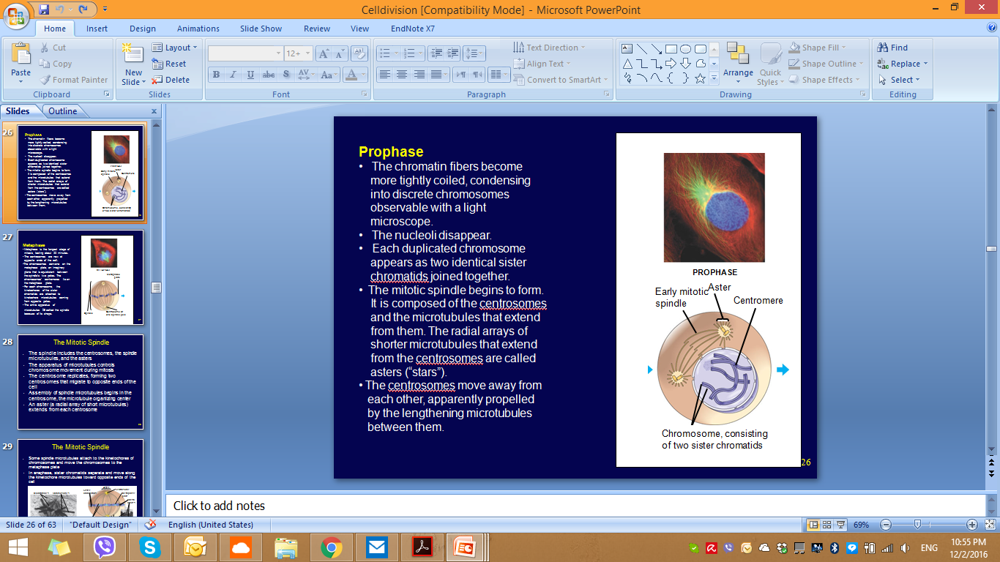 Celldivision [Compatibility Mode] - Microsoft PowerPoint
Home Insert Design Animations Slide Show Review View EndNote X7
Paste
Cut
Copy
Format Painter
Clipboard
New Slide
Layout
Reset
Delete
Slides
12+
B I U abc S AV Aa A
Font
Text Direction
Align Text
Convert to SmartArt
Paragraph
Arrange
Quick Styles
Shape Fill
Shape Outline
Shape Effects
Drawing
Find
Replace
Select
Editing
Slides Outline x
26
Prophase
27
Metaphase
28
The Mitotic Spindle
The spindle includes the centrosomes, the spindle
microtubules, and the asters
The apparatus of microtubules controls
chromosome movement during mitosis
The centrosome replicates, forming two
centrosomes that migrate to opposite ends of the
cell
Assembly of spindle microtubules begins in the
centrosome, the microtubule organizing center
An aster (a radial array of short microtubules)
extends from each centrosome
29
The Mitotic Spindle
Some spindle microtubules attach to the kinetochores of
chromosomes and move the chromosomes to the
metaphase plate
In anaphase, sister chromatids separate and move along
the kinetochore microtubules toward opposite ends of the
cell
Prophase
• The chromatin fibers become
more tightly coiled, condensing
into discrete chromosomes
observable with a light
microscope.
• The nucleoli disappear.
• Each duplicated chromosome
appears as two identical sister
chromatids joined together.
• The mitotic spindle begins to form.
It is composed of the centrosomes
and the microtubules that extend
from them. The radial arrays of
shorter microtubules that extend
from the centrosomes are called
asters (“stars”).
• The centrosomes move away from
each other, apparently propelled
by the lengthening microtubules
between them.
PROPHASE
Early mitotic
spindle
Aster
Centromere
Chromosome, consisting
of two sister chromatids
26
Click to add notes
Slide 26 of 63 "Default Design" English (United States) 69%
ENG
10:55 PM
12/2/2016